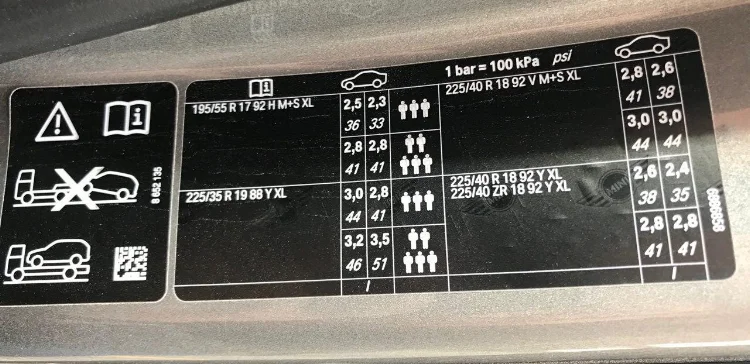 1 bar = 100 kPa psi
195/55 R 17 92 H M+S XL
2,5 2,3
36 33
2,8 2,8
41 41
225/35 R 19 88 Y XL
3,0 2,8
44 41
3,2 3,5
46 51
225/40 R 18 92 V M+S XL
2,8 2,6
41 38
3,0 3,0
44 44
225/40 R 18 92 Y XL
225/40 ZR 18 92 Y XL
2,6 2,4
38 35
2,8 2,8
41 41
MINI
8 652 135
6868858